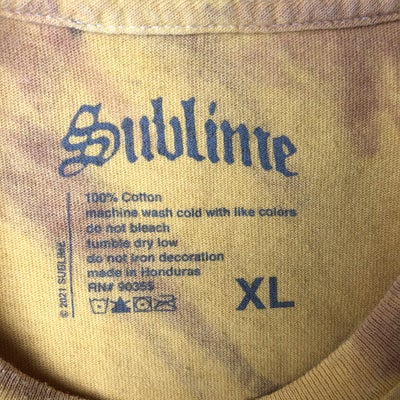 Sublime
100% Cotton
machine wash cold with like colors
do not bleach
tumble dry low
do not iron decoration
made in Honduras
RN# 90355
XL
© 2021 SUBLime